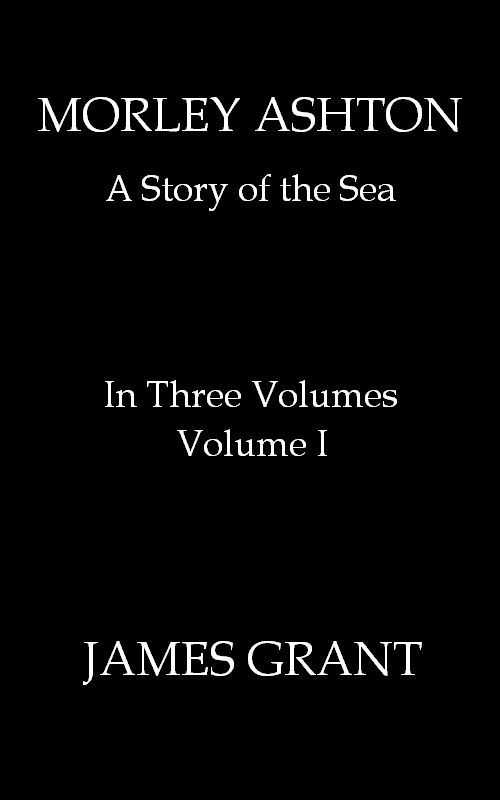 MORLEY ASHTON
A Story of the Sea
In Three Volumes
Volume I
JAMES GRANT